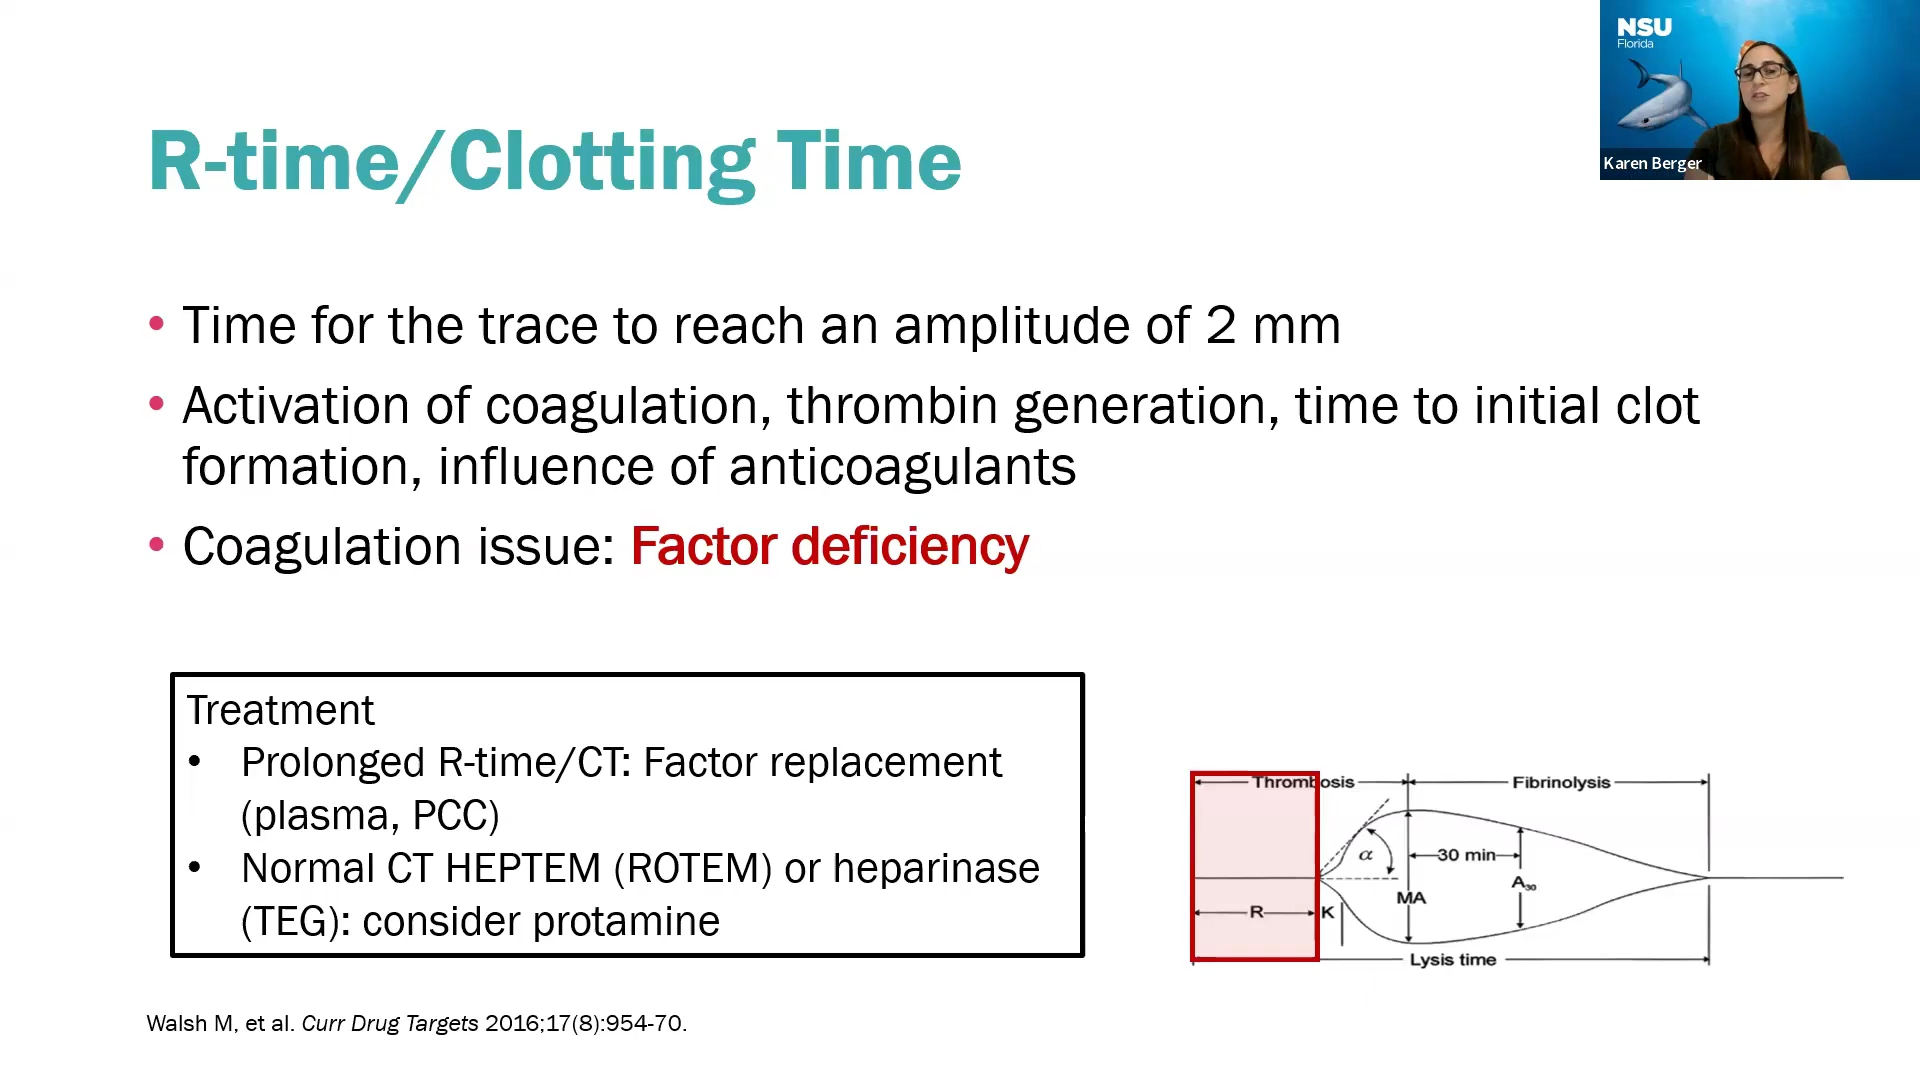 NSU
Florida
Karen Berger
R-time/Clotting Time
• Time for the trace to reach an amplitude of 2 mm
• Activation of coagulation, thrombin generation, time to initial clot
formation, influence of anticoagulants
• Coagulation issue: Factor deficiency
Treatment
• Prolonged R-time/CT: Factor replacement
(plasma, PCC)
• Normal CT HEPTEM (ROTEM) or heparinase
(TEG): consider protamine
Thrombosis
Fibrinolysis
α
30 min
A30
MA
R
K
Lysis time
Walsh M, et al. Curr Drug Targets 2016;17(8):954-70.